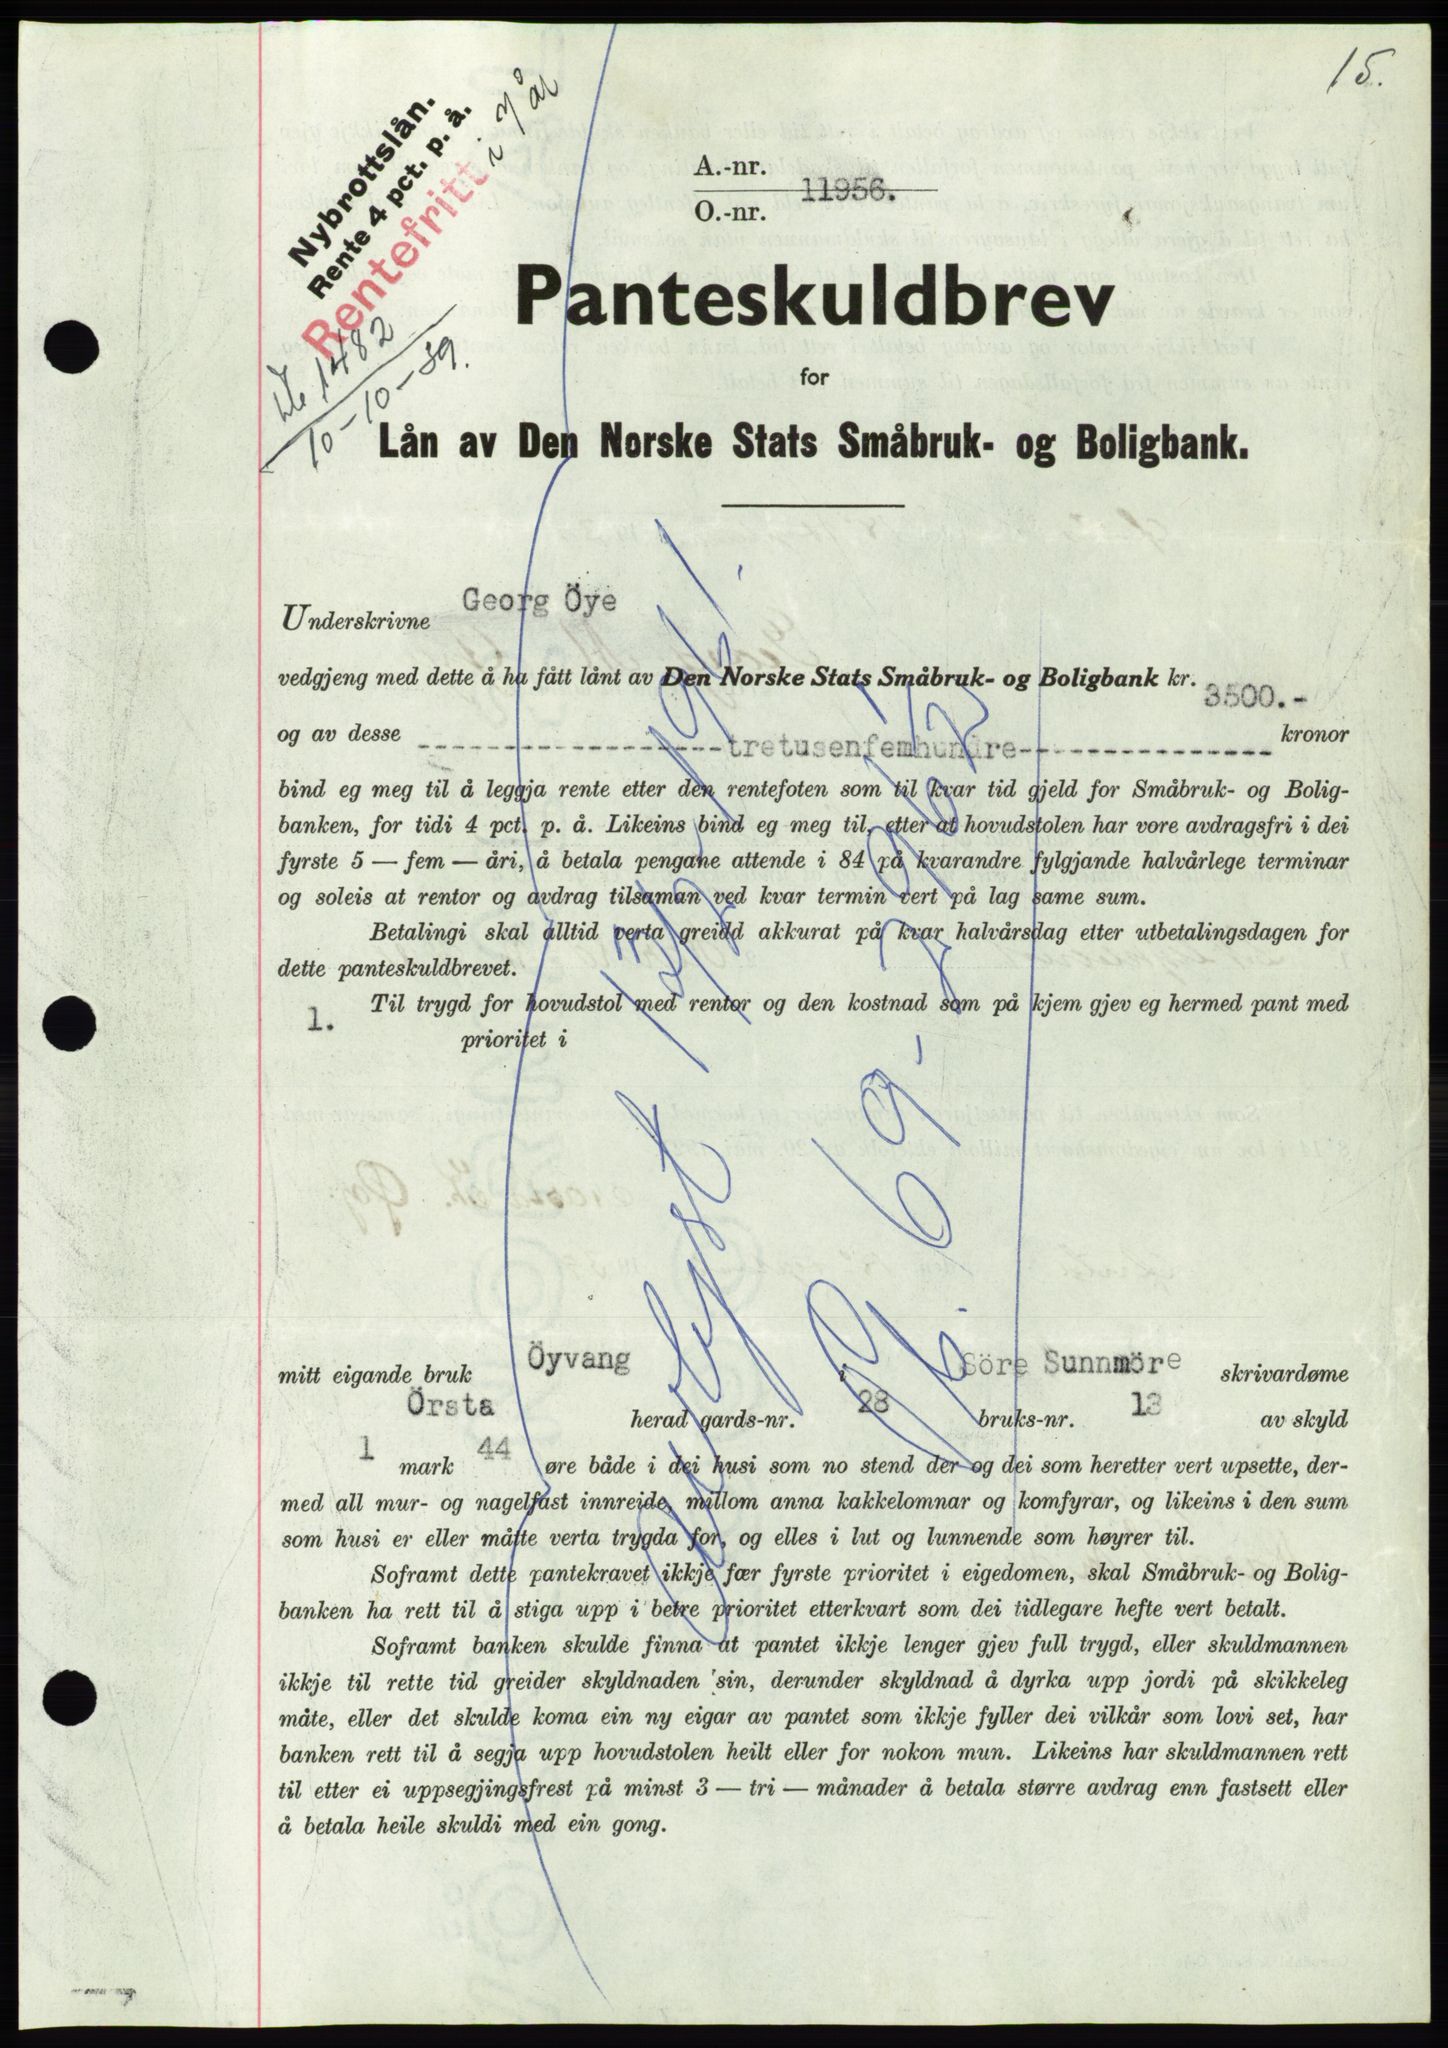 15.
Nybrottslån.
Rente 4 pct. p. å.
Rentefritt i 7 år
1482
10-10-39.
A.-nr.
11956.
O.-nr.
Panteskuldbrev
for
Lån av Den Norske Stats Småbruk- og Boligbank.
Underskrivne Georg Öye
vedgjeng med dette å ha fått lånt av Den Norske Stats Småbruk- og Boligbank kr. 3500.-
og av desse -------------------tretusenfemhundre---------------- kronor
bind eg meg til å leggja rente etter den rentefoten som til kvar tid gjeld for Småbruk- og Bolig-
banken, for tidi 4 pct. p. å. Likeins bind eg meg til, etter at hovudstolen har vore avdragsfri i dei
fyrste 5 — fem — åri, å betala pengane attende i 84 på kvarandre fylgjande halvårlege terminar
og soleis at rentor og avdrag tilsaman ved kvar termin vert på lag same sum.
Betalingi skal alltid verta greidd akkurat på kvar halvårsdag etter utbetalingsdagen for
dette panteskuldbrevet.
Til trygd for hovudstol med rentor og den kostnad som på kjem gjev eg hermed pant med
1. prioritet i
mitt eigande bruk Öyvang i Söre Sunnmöre skrivardøme
Örsta herad gards-nr. 28 bruks-nr. 13 av skyld
1 mark 44 øre både i dei husi som no stend der og dei som heretter vert upsette, der-
med all mur- og nagelfast innreide, millom anna kakkelomnar og komfyrar, og likeins i den sum
som husi er eller måtte verta trygda for, og elles i lut og lunnende som høyrer til.
Soframt dette pantekravet ikkje fær fyrste prioritet i eigedomen, skal Småbruk- og Bolig-
banken ha rett til å stiga upp i betre prioritet etterkvart som dei tidlegare hefte vert betalt.
Soframt banken skulde finna at pantet ikkje lenger gjev full trygd, eller skuldmannen
ikkje til rette tid greider skyldnaden sin, derunder skyldnad å dyrka upp jordi på skikkeleg
måte, eller det skulde koma ein ny eigar av pantet som ikkje fyller dei vilkår som lovi set, har
banken rett til å segja upp hovudstolen heilt eller for nokon mun. Likeins har skuldmannen rett
til etter ei uppsegjingsfrest på minst 3 — tri — månader å betala større avdrag enn fastsett eller
å betala heile skuldi med ein gong.